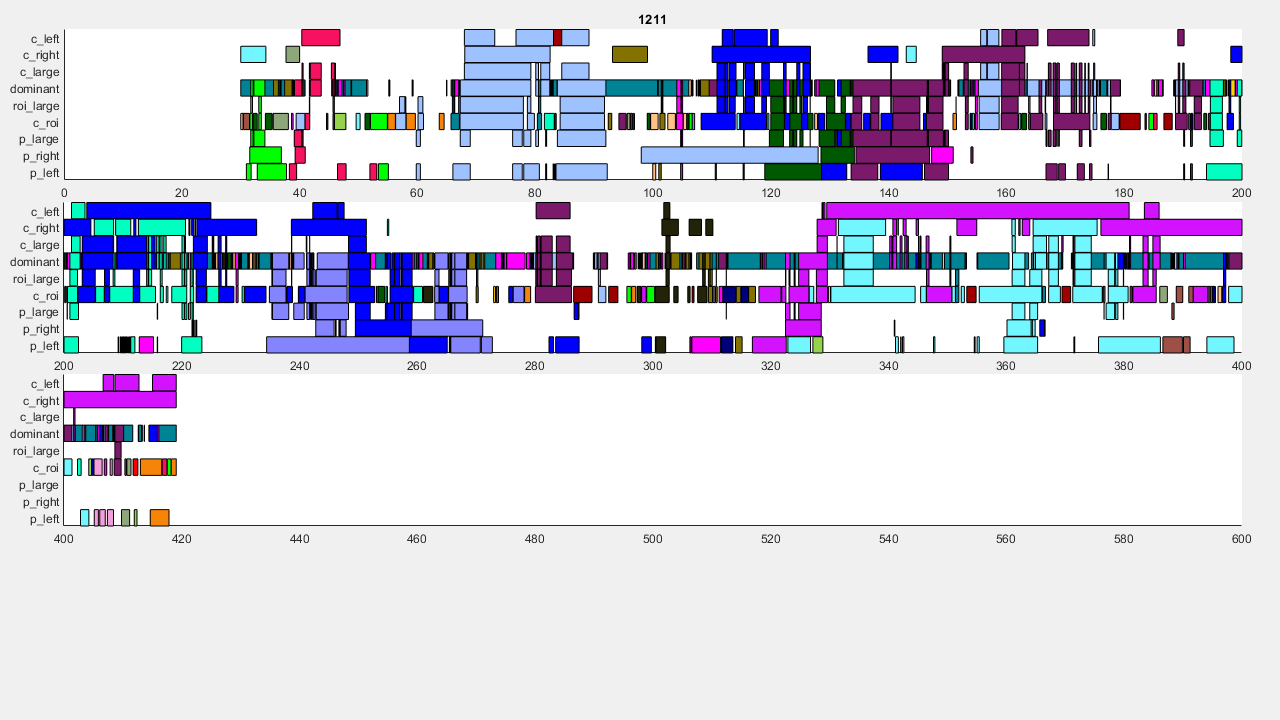 1211
c_left
c_right
c_large
dominant
roi_large
c_roi
p_large
p_right
p_left
0 20 40 60 80 100 120 140 160 180 200
c_left
c_right
c_large
dominant
roi_large
c_roi
p_large
p_right
p_left
200 220 240 260 280 300 320 340 360 380 400
c_left
c_right
c_large
dominant
roi_large
c_roi
p_large
p_right
p_left
400 420 440 460 480 500 520 540 560 580 600